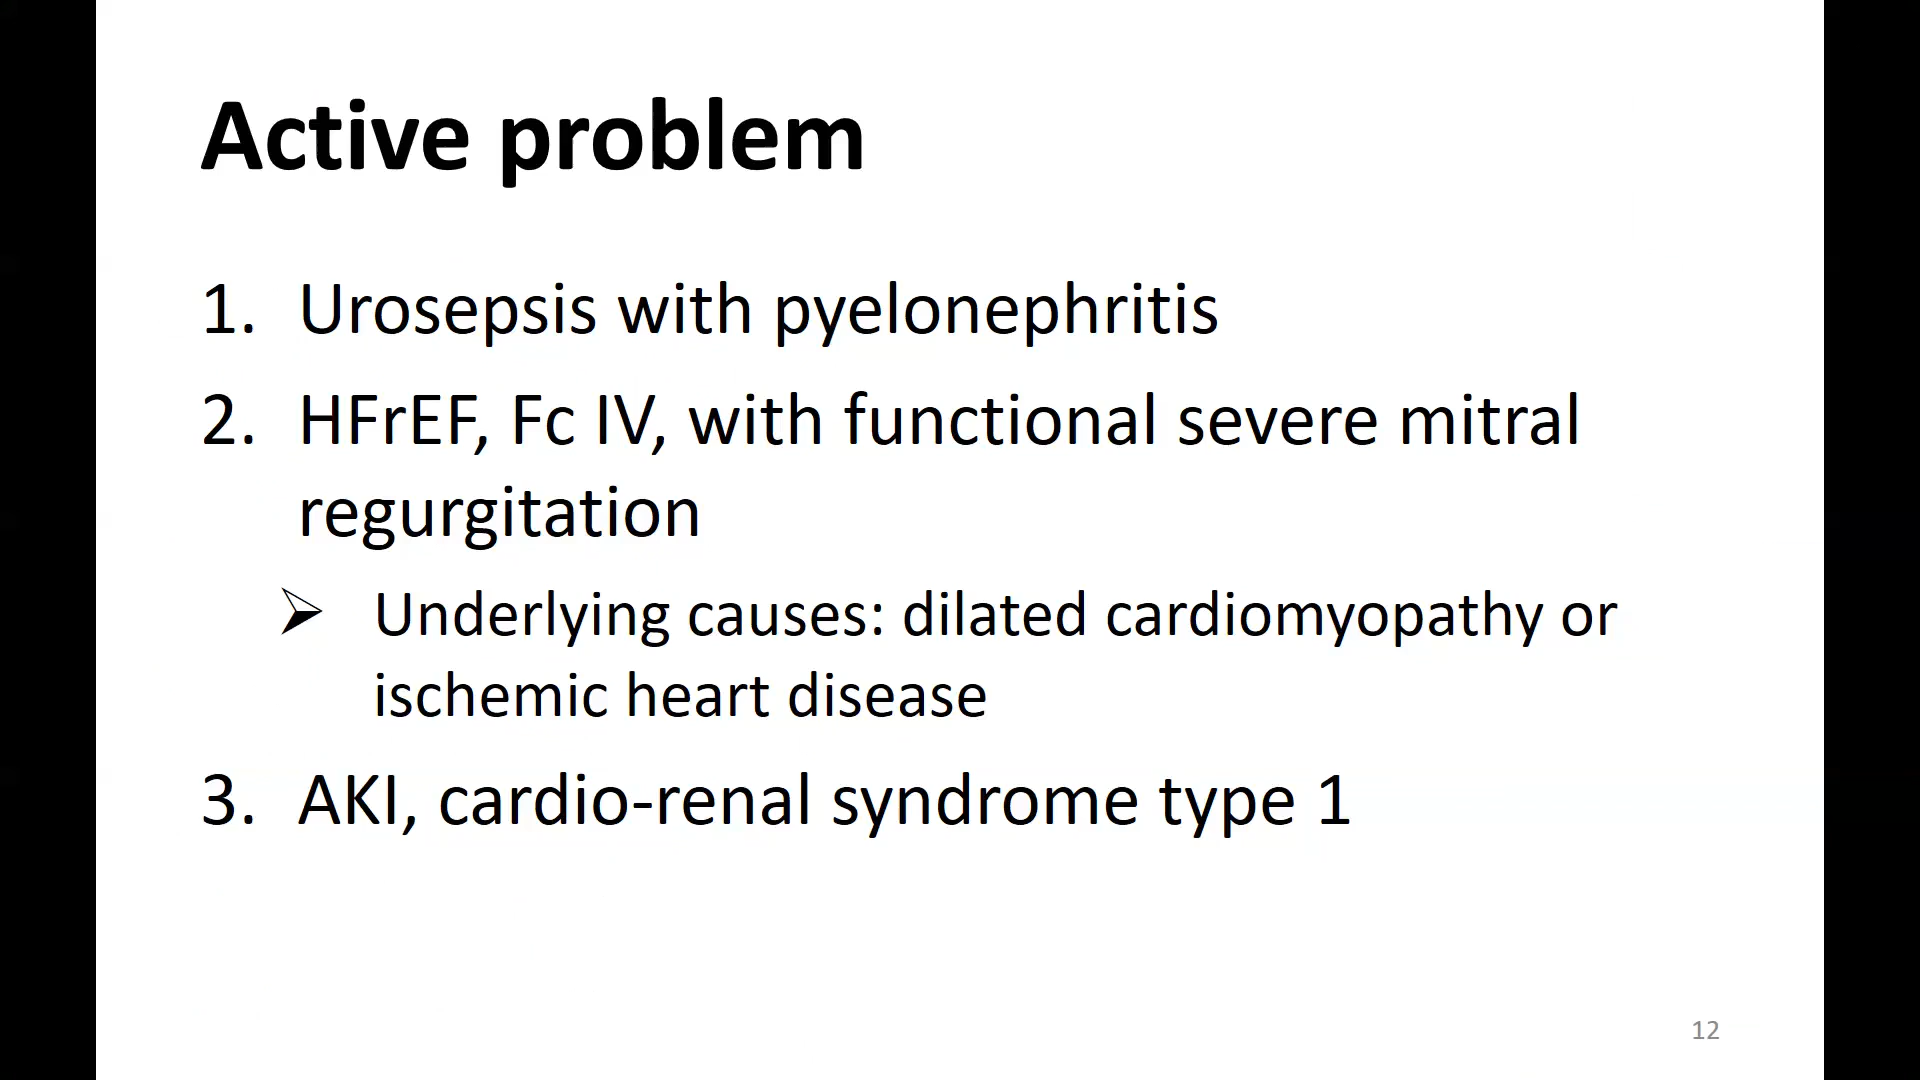 Active problem
1. Urosepsis with pyelonephritis
2. HFrEF, Fc IV, with functional severe mitral
regurgitation
➢ Underlying causes: dilated cardiomyopathy or
ischemic heart disease
3. AKI, cardio-renal syndrome type 1
12